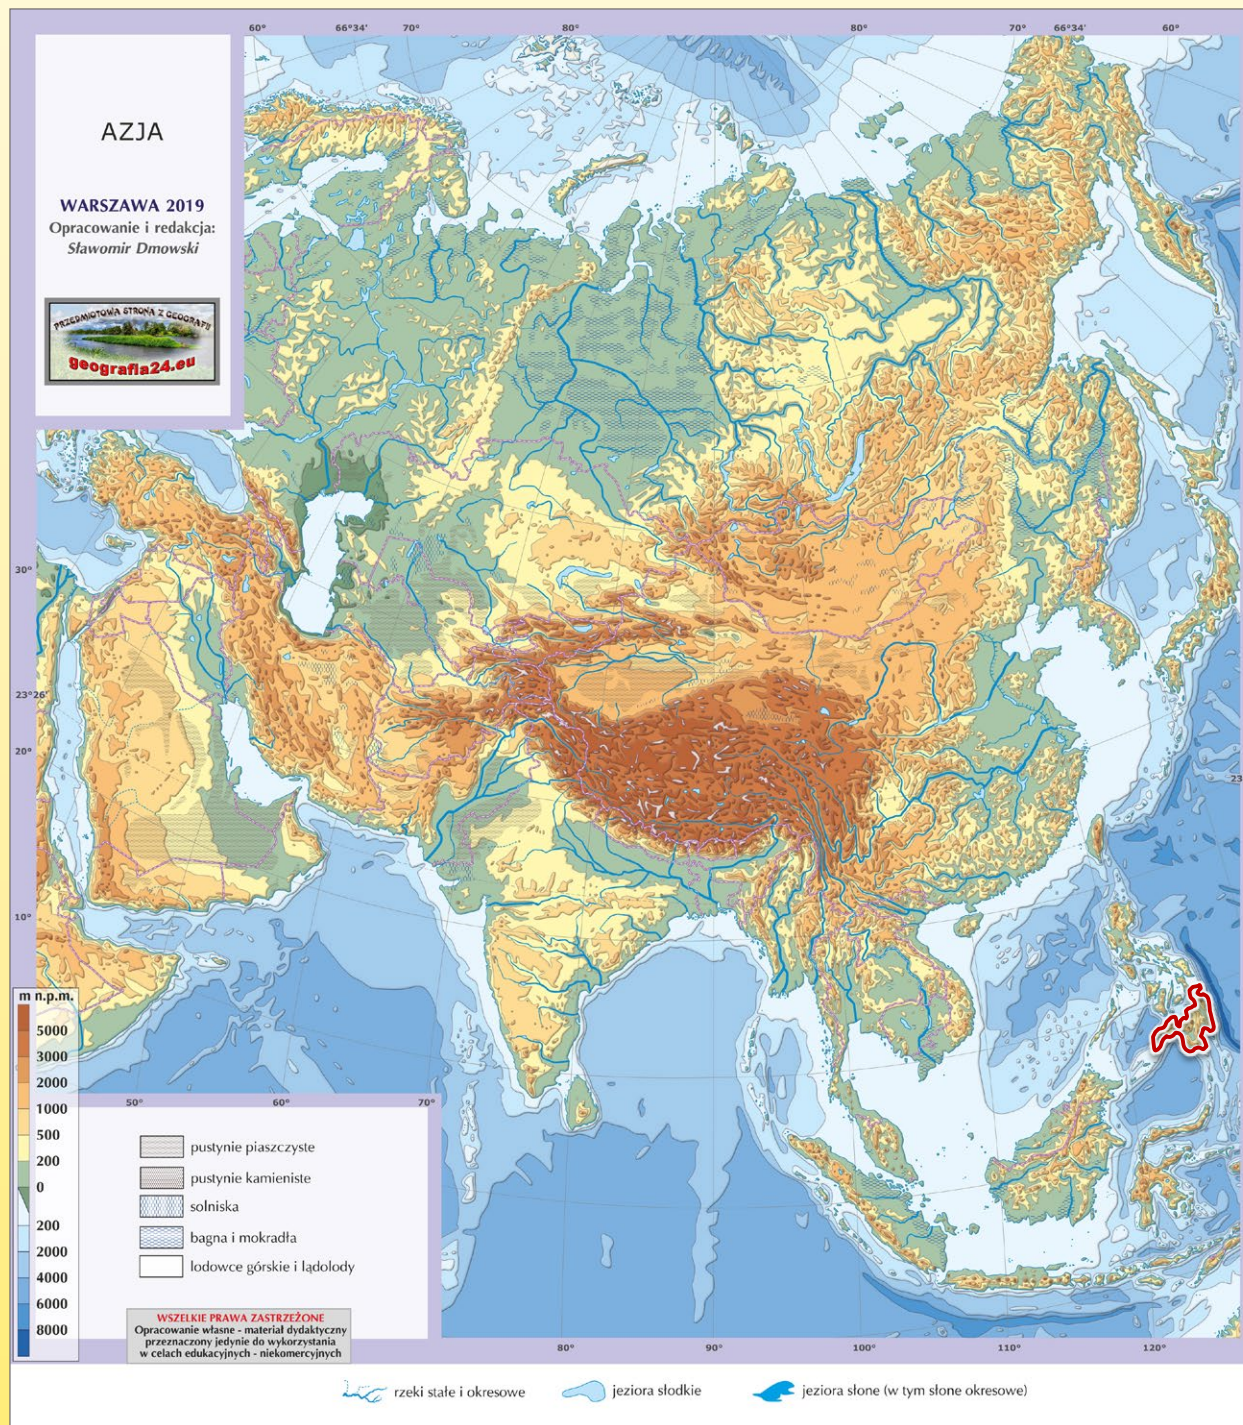 60° 66°34' 70° 80° 80° 70° 66°34' 60°
AZJA
WARSZAWA 2019
Opracowanie i redakcja:
Sławomir Dmowski
PRZEDMIOTOWA STRONA Z GEOGRAFII
geografia24.eu
30°
23°26'
20°
10°
23
m n.p.m.
5000
3000
2000
1000
500
200
0
200
2000
4000
6000
8000
50° 60° 70°
pustynie piaszczyste
pustynie kamieniste
solniska
bagna i mokradła
lodowce górskie i lądolody
WSZELKIE PRAWA ZASTRZEŻONE
Opracowanie własne - materiał dydaktyczny
przeznaczony jedynie do wykorzystania
w celach edukacyjnych - niekomercyjnych
80° 90° 100° 110° 120°
rzeki stałe i okresowe jeziora słodkie jeziora słone (w tym słone okresowe)